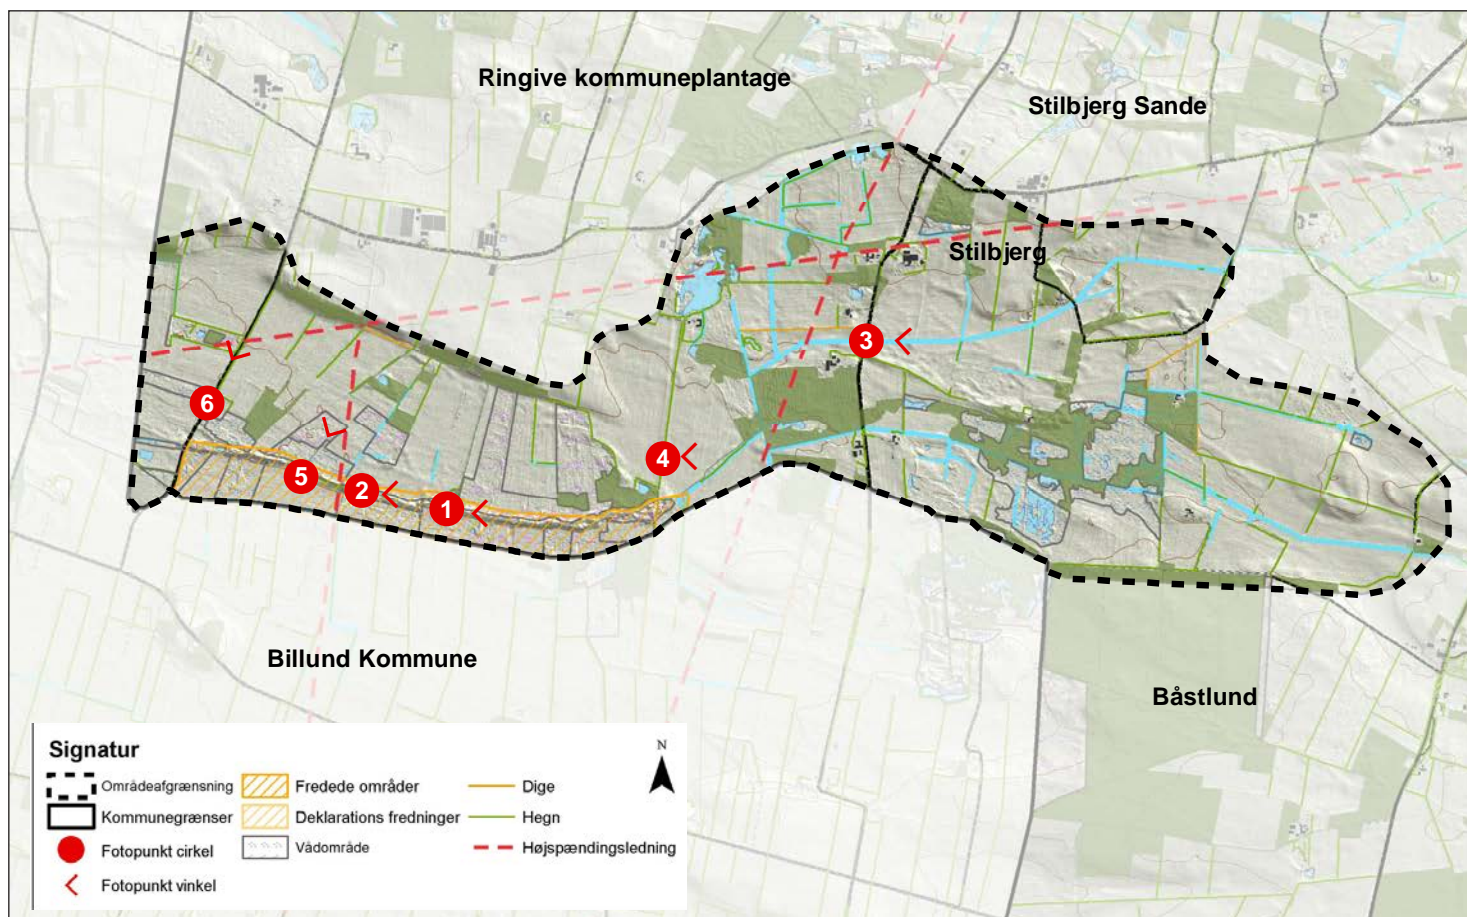 Ringive kommuneplantage
Stilbjerg Sande
Stilbjerg
3
6
4
5
2
1
Billund Kommune
Båstlund
Signatur
N
Områdeafgrænsning
Fredede områder
Dige
Kommunegrænser
Deklarations fredninger
Hegn
Fotopunkt cirkel
Vådområde
Højspændingsledning
Fotopunkt vinkel